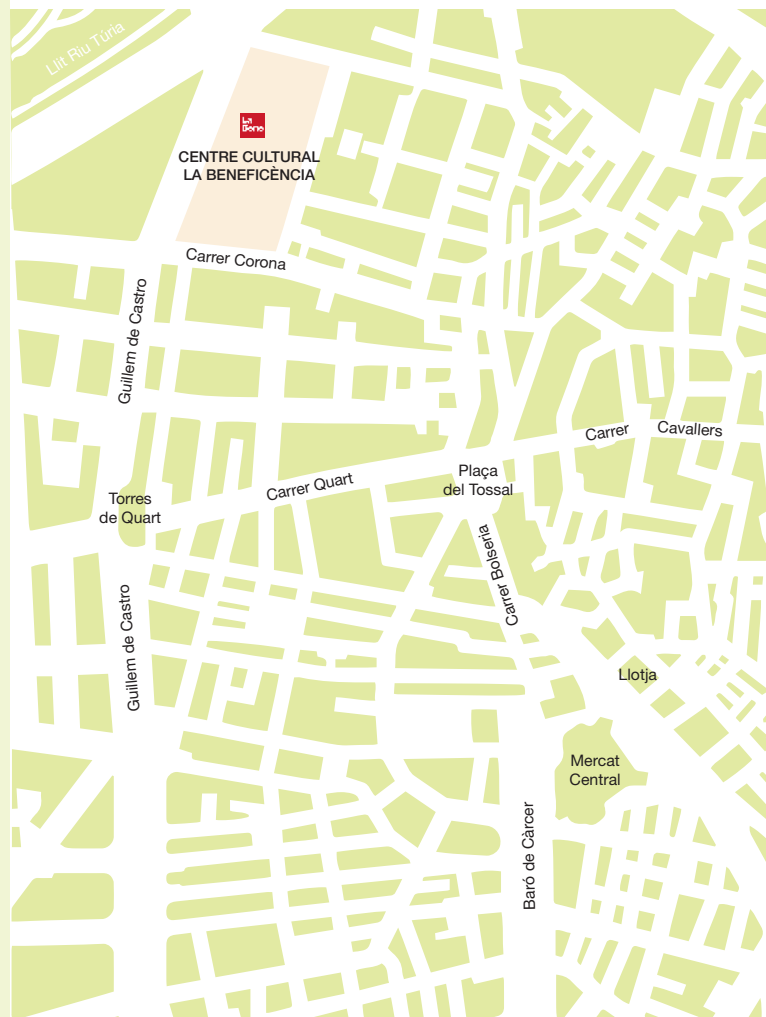 Llit Riu Túria
La
Bene
CENTRE CULTURAL
LA BENEFICÈNCIA
Carrer Corona
Guillem de Castro
Carrer Cavallers
Plaça
del Tossal
Carrer Quart
Torres
de Quart
Carrer Bolseria
Guillem de Castro
Llotja
Mercat
Central
Baró de Càrcer